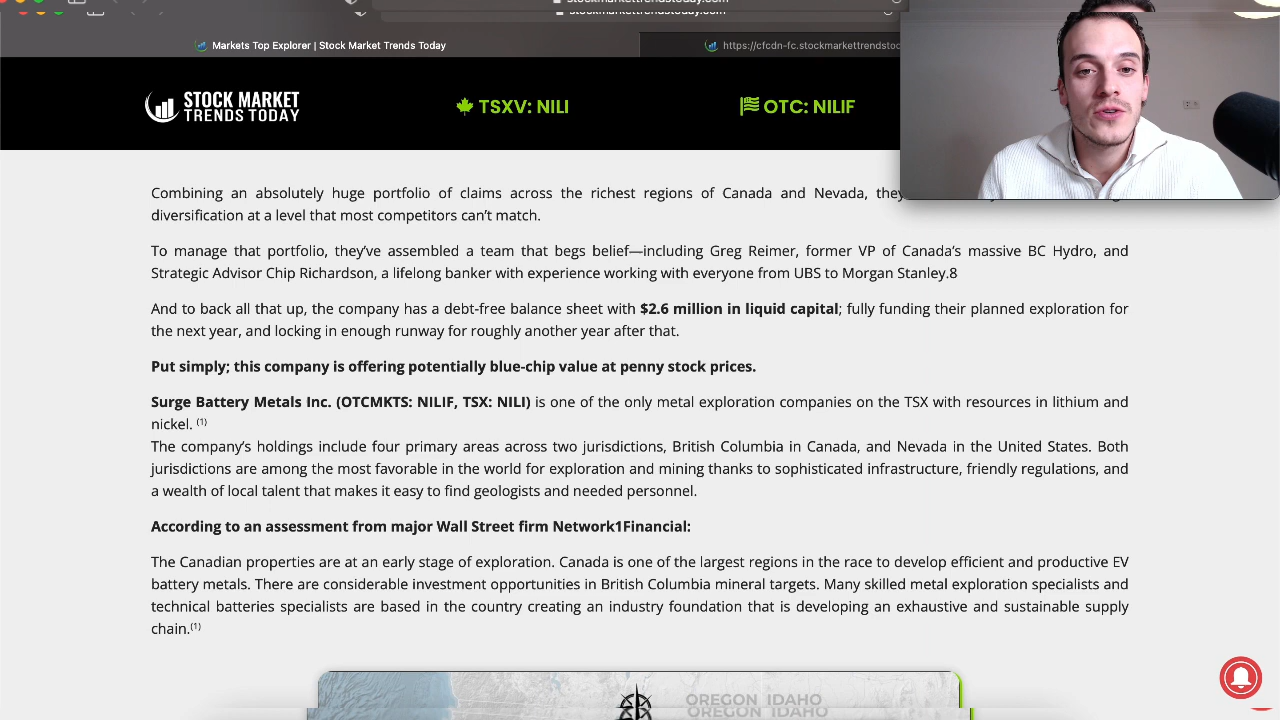 stockmarkettrendstoday.com
Markets Top Explorer | Stock Market Trends Today
https://cfcdn-fc.stockmarkettrendstoc
STOCK MARKET
TRENDS TODAY
TSXV: NILI
OTC: NILIF
Combining an absolutely huge portfolio of claims across the richest regions of Canada and Nevada, they
diversification at a level that most competitors can’t match.
To manage that portfolio, they’ve assembled a team that begs belief—including Greg Reimer, former VP of Canada’s massive BC Hydro, and
Strategic Advisor Chip Richardson, a lifelong banker with experience working with everyone from UBS to Morgan Stanley.8
And to back all that up, the company has a debt-free balance sheet with $2.6 million in liquid capital; fully funding their planned exploration for
the next year, and locking in enough runway for roughly another year after that.
Put simply; this company is offering potentially blue-chip value at penny stock prices.
Surge Battery Metals Inc. (OTCMKTS: NILIF, TSX: NILI) is one of the only metal exploration companies on the TSX with resources in lithium and
nickel. (1)
The company’s holdings include four primary areas across two jurisdictions, British Columbia in Canada, and Nevada in the United States. Both
jurisdictions are among the most favorable in the world for exploration and mining thanks to sophisticated infrastructure, friendly regulations, and
a wealth of local talent that makes it easy to find geologists and needed personnel.
According to an assessment from major Wall Street firm Network1Financial:
The Canadian properties are at an early stage of exploration. Canada is one of the largest regions in the race to develop efficient and productive EV
battery metals. There are considerable investment opportunities in British Columbia mineral targets. Many skilled metal exploration specialists and
technical batteries specialists are based in the country creating an industry foundation that is developing an exhaustive and sustainable supply
chain.(1)
OREGON IDAHO
OREGON IDAHO